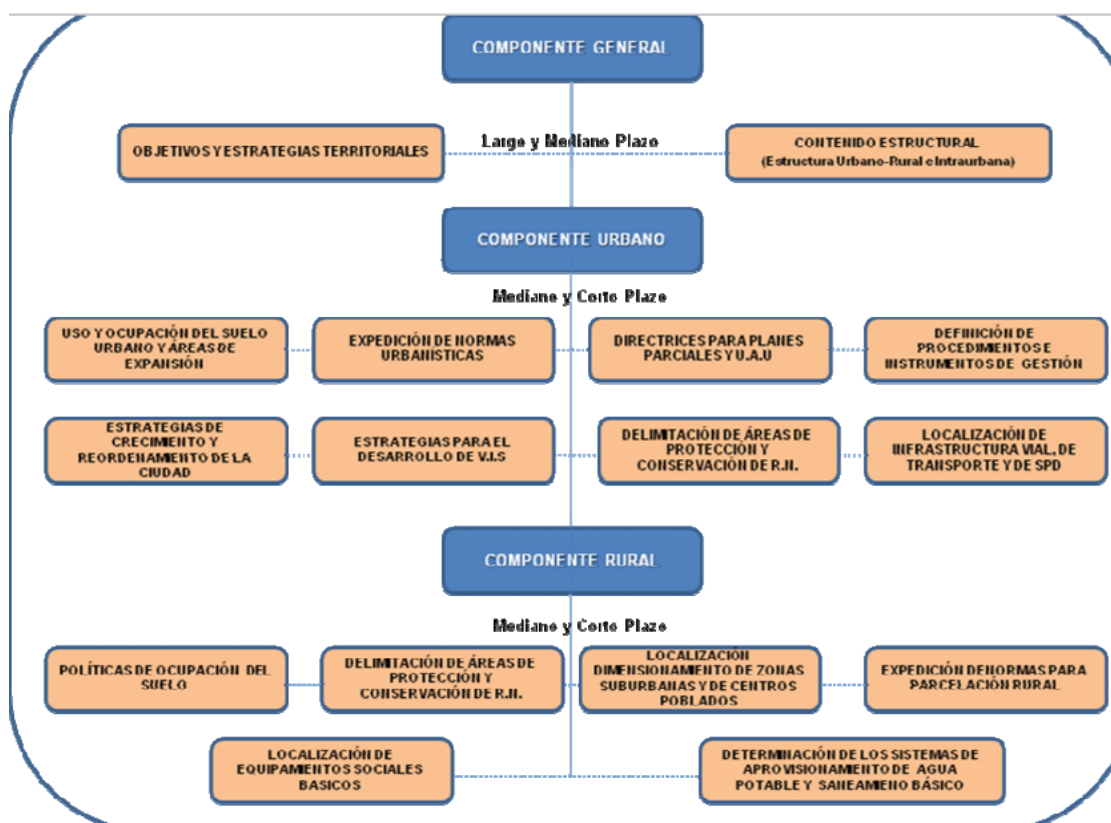 COMPONENTE GENERAL
Largo y Mediano Plazo
OBJETIVOS Y ESTRATEGIAS TERRITORIALES
CONTENIDO ESTRUCTURAL
(Estructura Urbano-Rural e Intraurbana)
COMPONENTE URBANO
Mediano y Corto Plazo
USO Y OCUPACIÓN DEL SUELO
URBANO Y ÁREAS DE
EXPANSIÓN
EXPEDICIÓN DE NORMAS
URBANISTICAS
DIRECTRICES PARA PLANES
PARCIALES Y U.A.U
DEFINICIÓN DE
PROCEDIMIENTOS E
INSTRUMENTOS DE GESTIÓN
ESTRATEGIAS DE
CRECIMIENTO Y
REORDENAMIENTO DE LA
CIUDAD
ESTRATEGIAS PARA EL
DESARROLLO DE V.I.S
DELIMITACIÓN DE ÁREAS DE
PROTECCIÓN Y
CONSERVACIÓN DE R.N.
LOCALIZACIÓN DE
INFRAESTRUCTURA VIAL, DE
TRANSPORTE Y DE SPD
COMPONENTE RURAL
Mediano y Corto Plazo
POLÍTICAS DE OCUPACIÓN DEL
SUELO
DELIMITACIÓN DE ÁREAS DE
PROTECCIÓN Y
CONSERVACIÓN DE R.N.
LOCALIZACIÓN
DIMENSIONAMIENTO DE ZONAS
SUBURBANAS Y DE CENTROS
POBLADOS
EXPEDICIÓN DE NORMAS PARA
PARCELACIÓN RURAL
LOCALIZACIÓN DE
EQUIPAMENTOS SOCIALES
BASICOS
DETERMINACIÓN DE LOS SISTEMAS DE
APROVISIONAMIENTO DE AGUA
POTABLE Y SANEAMIENO BÁSICO